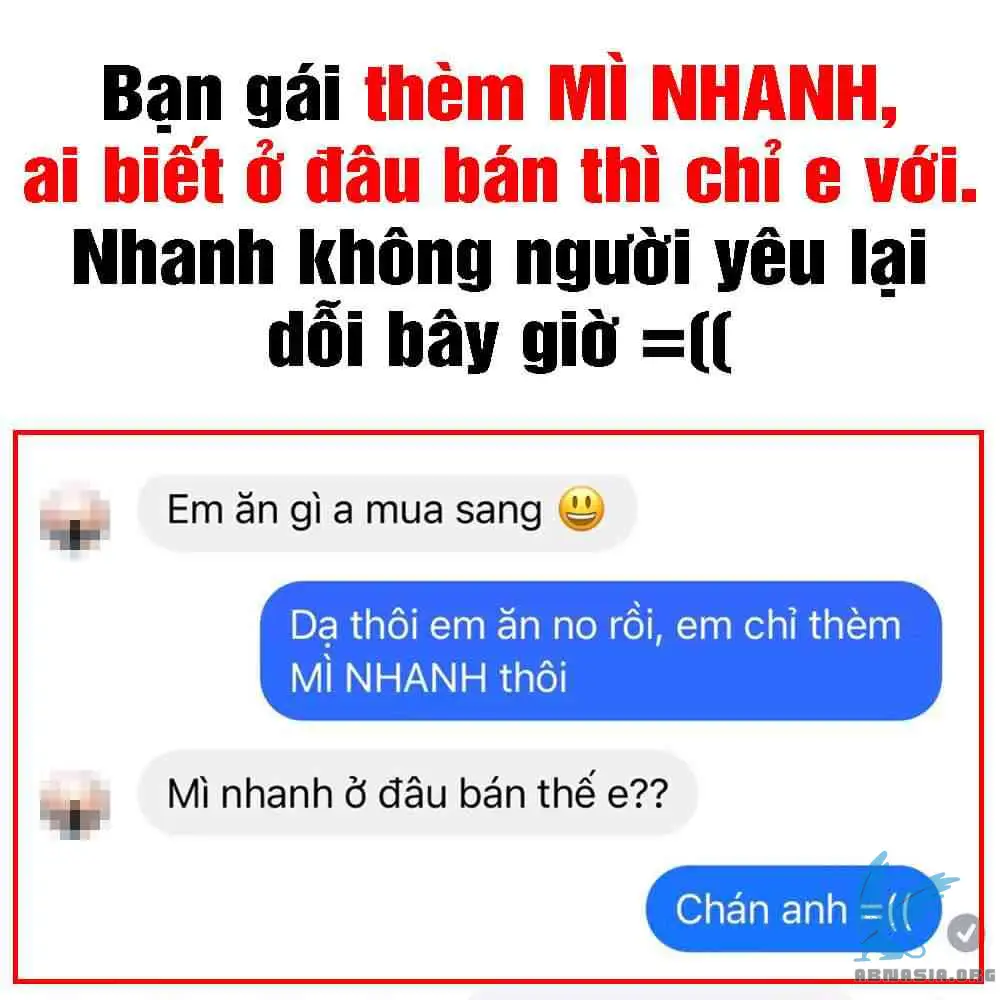 Bạn gái thèm MÌ NHANH,
ai biết ở đâu bán thì chỉ e với.
Nhanh không người yêu lại
dỗi bây giờ =((
Em ăn gì a mua sang 😃
Dạ thôi em ăn no rồi, em chỉ thèm
MÌ NHANH thôi
Mì nhanh ở đâu bán thế e??
Chán anh =((
ABNASIA.ORG